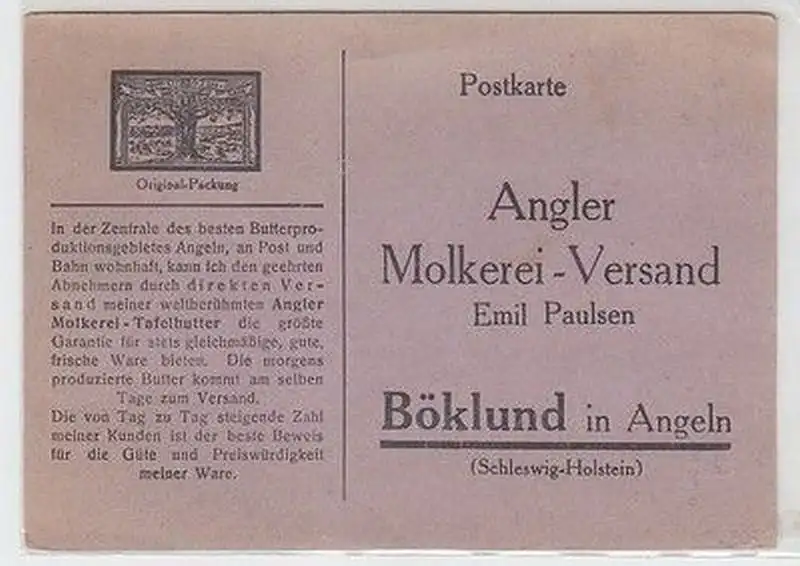 Original-Packung
In der Zentrale des besten Butterpro-
duktionsgebietes Angeln, an Post und
Bahn wohnhaft, kann ich den geehrten
Abnehmern durch direkten Ver-
sand meiner weltberühmten Angler
Molkerei-Tafelbutter die größte
Garantie für stets gleichmäßige, gute,
frische Ware bieten. Die morgens
produzierte Butter kommt am selben
Tage zum Versand.
Die von Tag zu Tag steigende Zahl
meiner Kunden ist der beste Beweis
für die Güte und Preiswürdigkeit
meiner Ware.
Postkarte
Angler
Molkerei-Versand
Emil Paulsen
Böklund in Angeln
(Schleswig-Holstein)